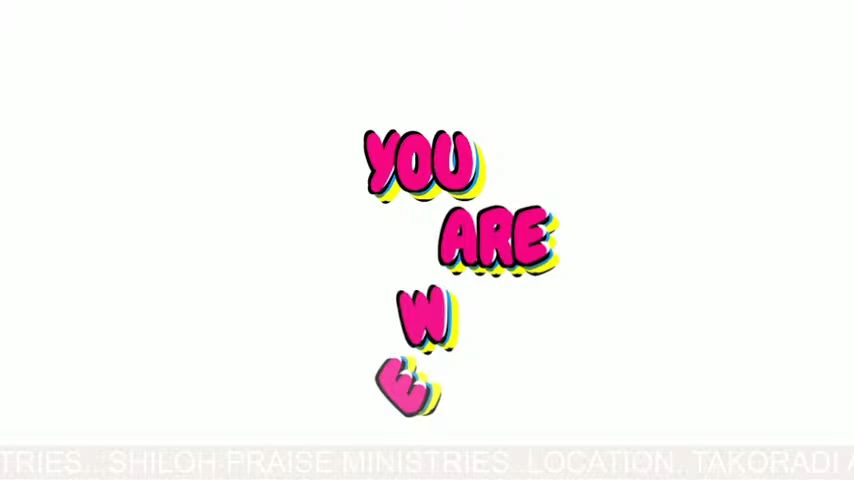 YOU
ARE
W
E
TRIES...SHILOH PRAISE MINISTRIES..LOCATION..TAKORADI A